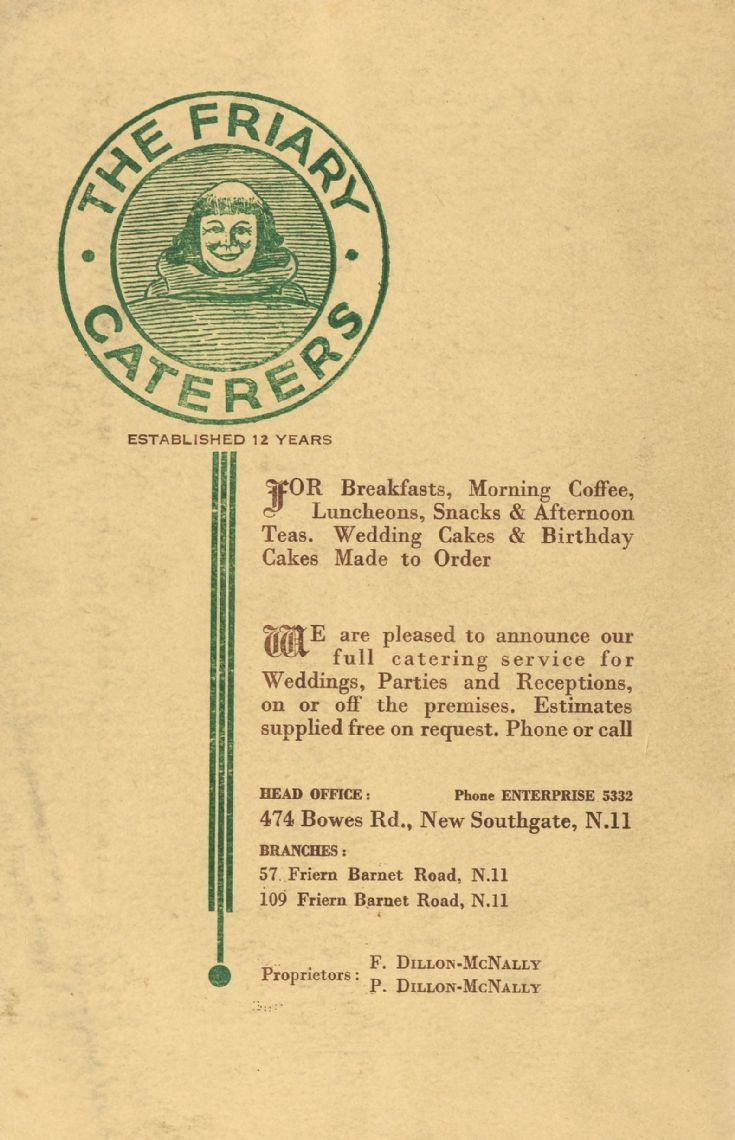 THE FRIARY
CATERERS
ESTABLISHED 12 YEARS
FOR Breakfasts, Morning Coffee,
Luncheons, Snacks & Afternoon
Teas. Wedding Cakes & Birthday
Cakes Made to Order
WE are pleased to announce our
full catering service for
Weddings, Parties and Receptions,
on or off the premises. Estimates
supplied free on request. Phone or call
HEAD OFFICE: Phone ENTERPRISE 5332
474 Bowes Rd., New Southgate, N.11
BRANCHES:
57 Friern Barnet Road, N.11
109 Friern Barnet Road, N.11
Proprietors: F. DILLON-MCNALLY
P. DILLON-MCNALLY